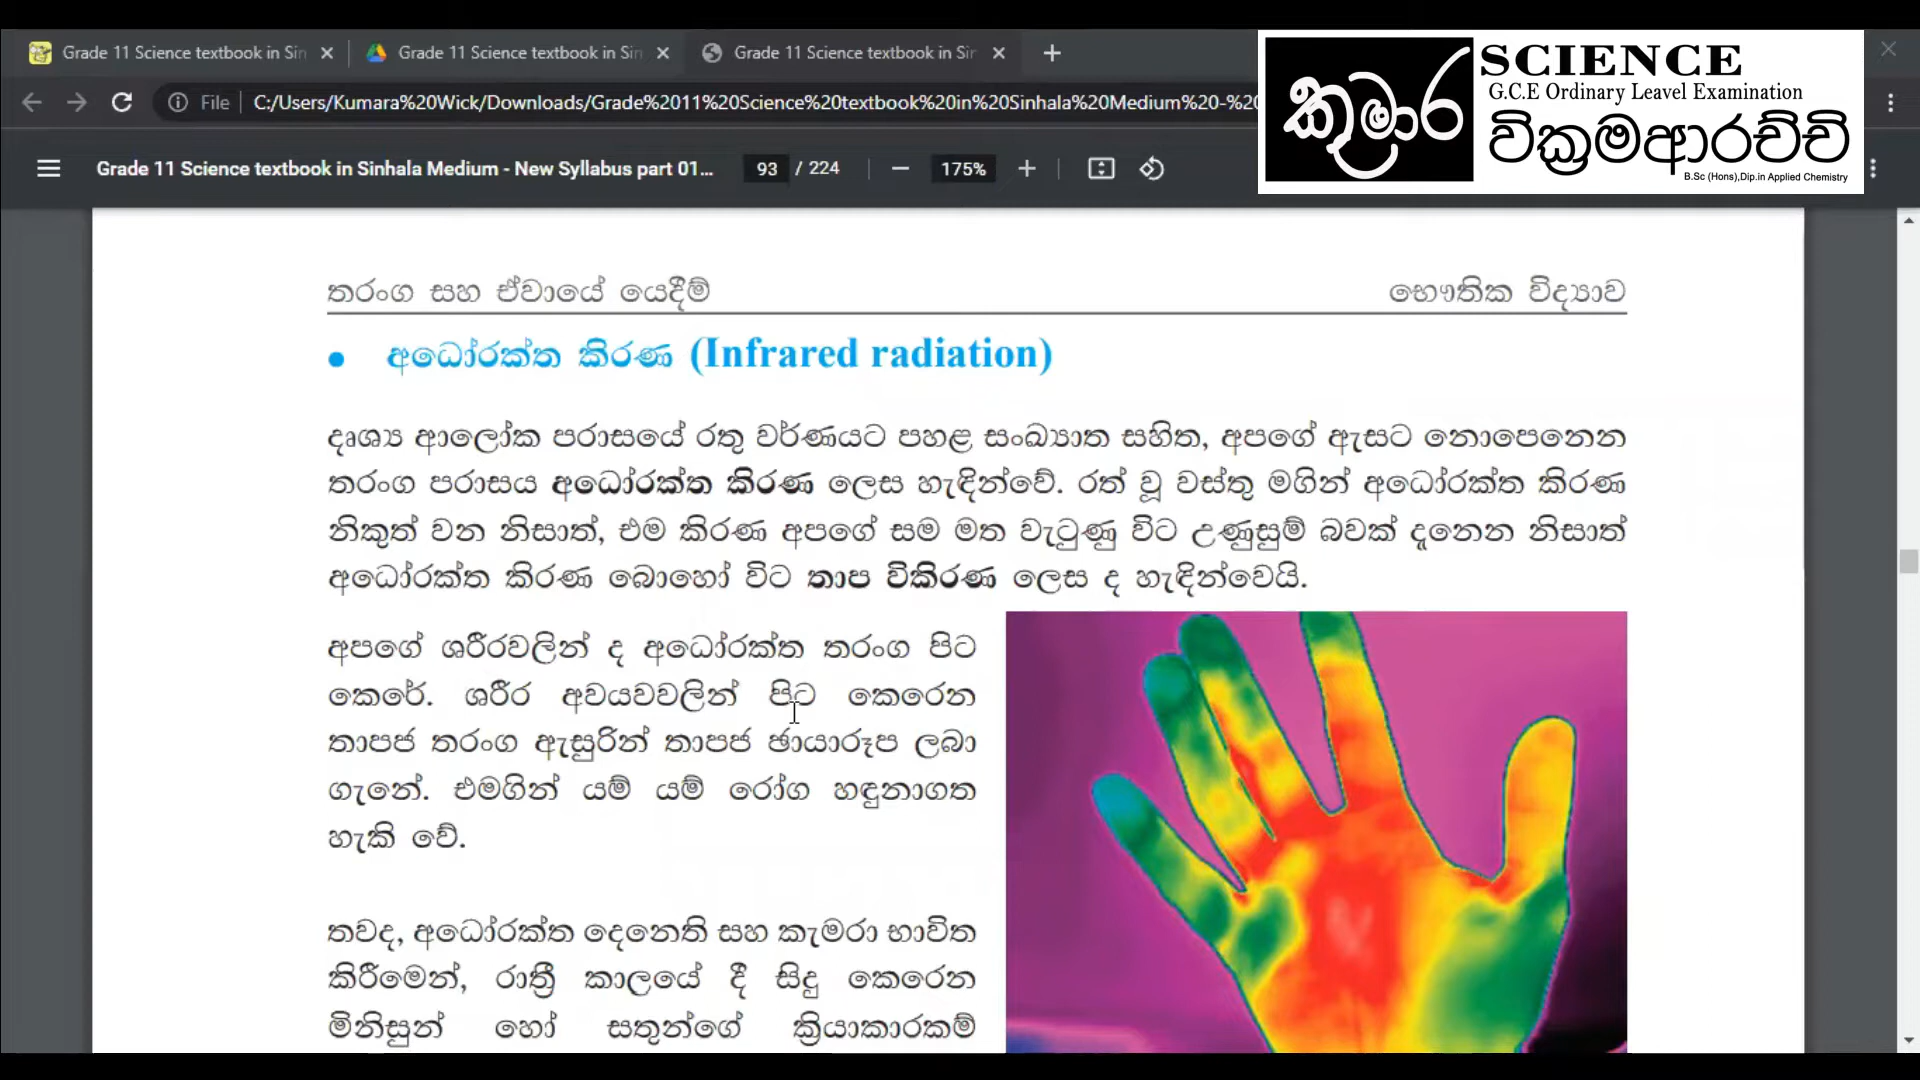 Grade 11 Science textbook in Sin
Grade 11 Science textbook in Sin
Grade 11 Science textbook in Sin
File
C:/Users/Kumara%20Wick/Downloads/Grade%2011%20Science%20textbook%20in%20Sinhala%20Medium%20-%20
Grade 11 Science textbook in Sinhala Medium - New Syllabus part 01...
93 / 224
175%
කුමාර
SCIENCE
G.C.E Ordinary Leavel Examination
වික්‍රමආරච්චි
B.Sc (Hons),Dip.in Applied Chemistry
තරංග සහ ඒවායේ යෙදීම්
භෞතික විද්‍යාව
• අධෝරක්ත කිරණ (Infrared radiation)
දෘශ්‍ය ආලෝක පරාසයේ රතු වර්ණයට පහළ සංඛ්‍යාත සහිත, අපගේ ඇසට නොපෙනෙන
තරංග පරාසය අධෝරක්ත කිරණ ලෙස හැඳින්වේ. රත් වූ වස්තු මගින් අධෝරක්ත කිරණ
නිකුත් වන නිසාත්, එම කිරණ අපගේ සම මත වැටුණු විට උණුසුම් බවක් දැනෙන නිසාත්
අධෝරක්ත කිරණ බොහෝ විට තාප විකිරණ ලෙස ද හැඳින්වෙයි.
අපගේ ශරීරවලින් ද අධෝරක්ත තරංග පිට
කෙරේ. ශරීර අවයවවලින් පිට කෙරෙන
තාපජ තරංග ඇසුරින් තාපජ ඡායාරූප ලබා
ගැනේ. එමගින් යම් යම් රෝග හඳුනාගත
හැකි වේ.
තවද, අධෝරක්ත දෙනෙති සහ කැමරා භාවිත
කිරීමෙන්, රාත්‍රී කාලයේ දී සිදු කෙරෙන
මිනිසුන් හෝ සතුන්ගේ ක්‍රියාකාරකම්